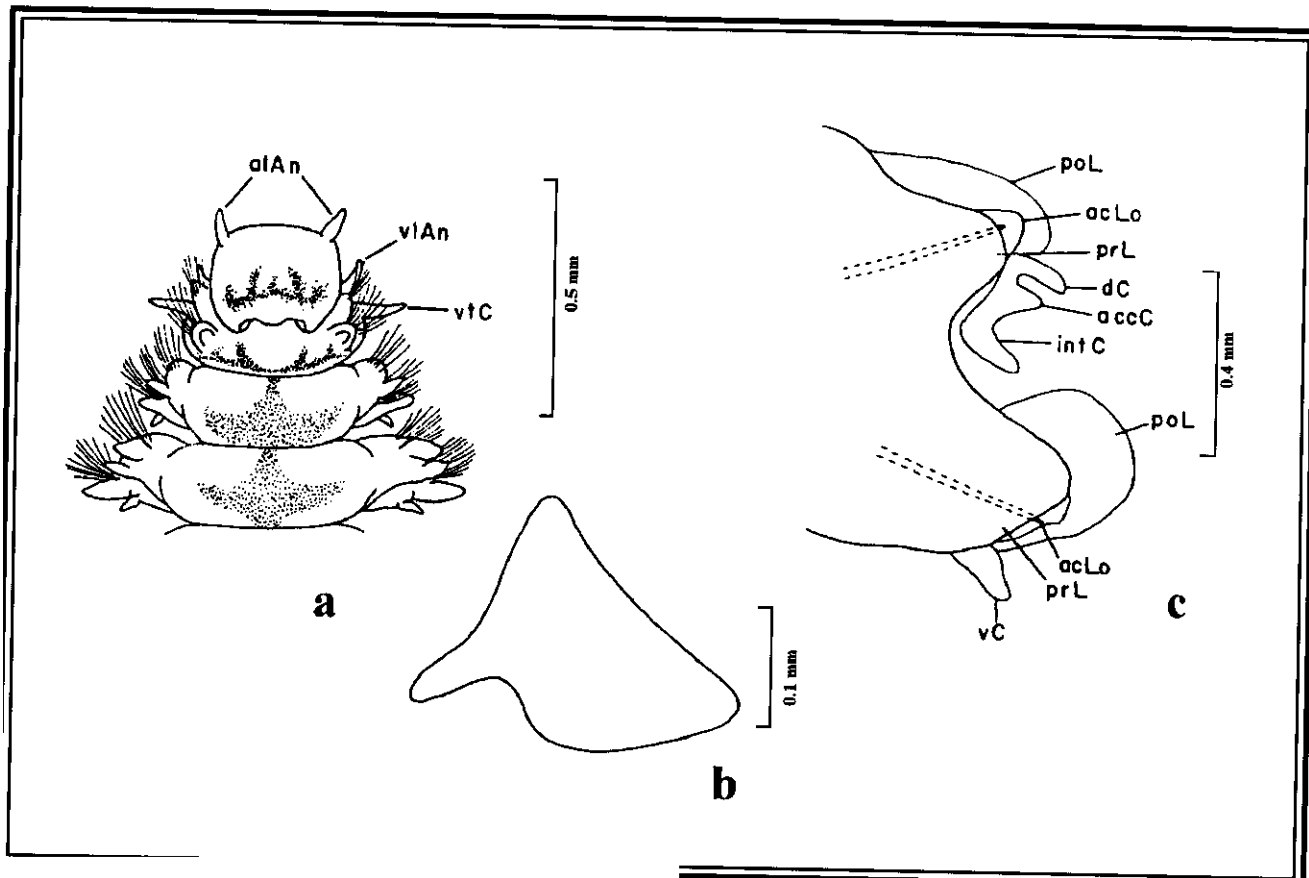 alAn
vlAn
vtC
0.5 mm
a
0.1 mm
b
poL
acLo
prL
dC
accC
intC
0.4 mm
poL
acLo
prL
vC
c